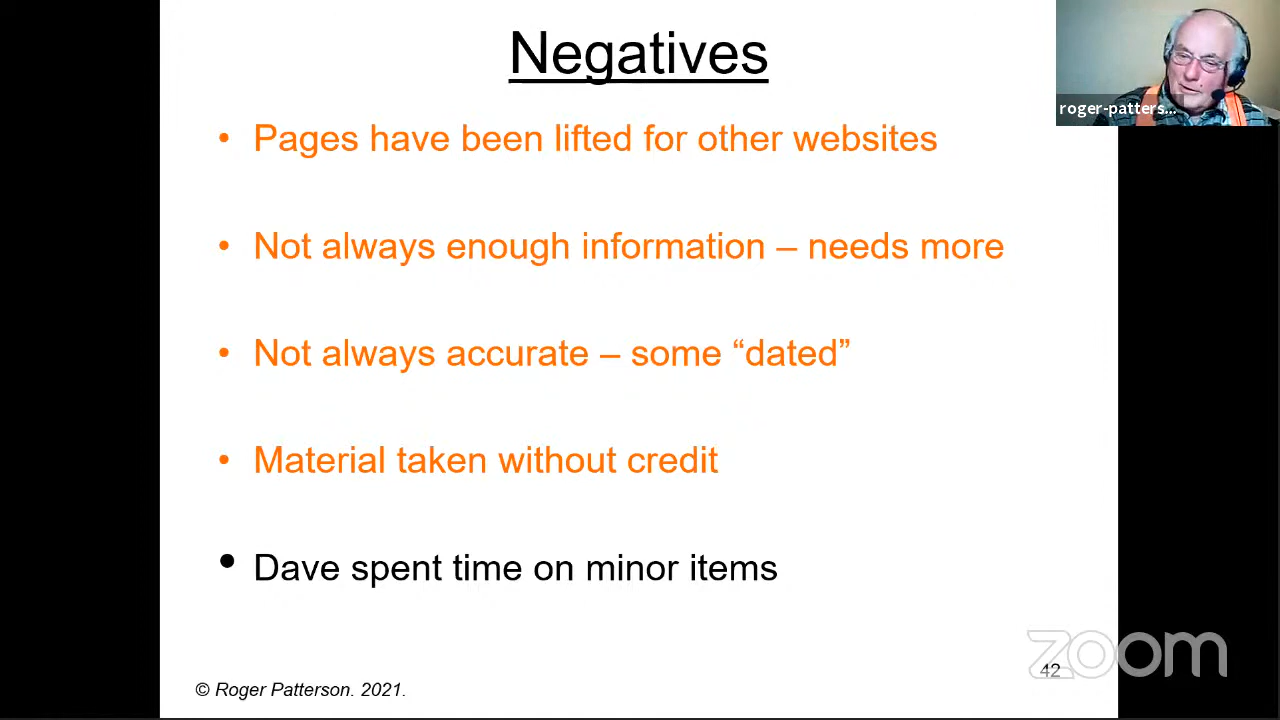 Negatives
roger-patters...
• Pages have been lifted for other websites
• Not always enough information – needs more
• Not always accurate – some “dated”
• Material taken without credit
• Dave spent time on minor items
zoom
42
© Roger Patterson. 2021.